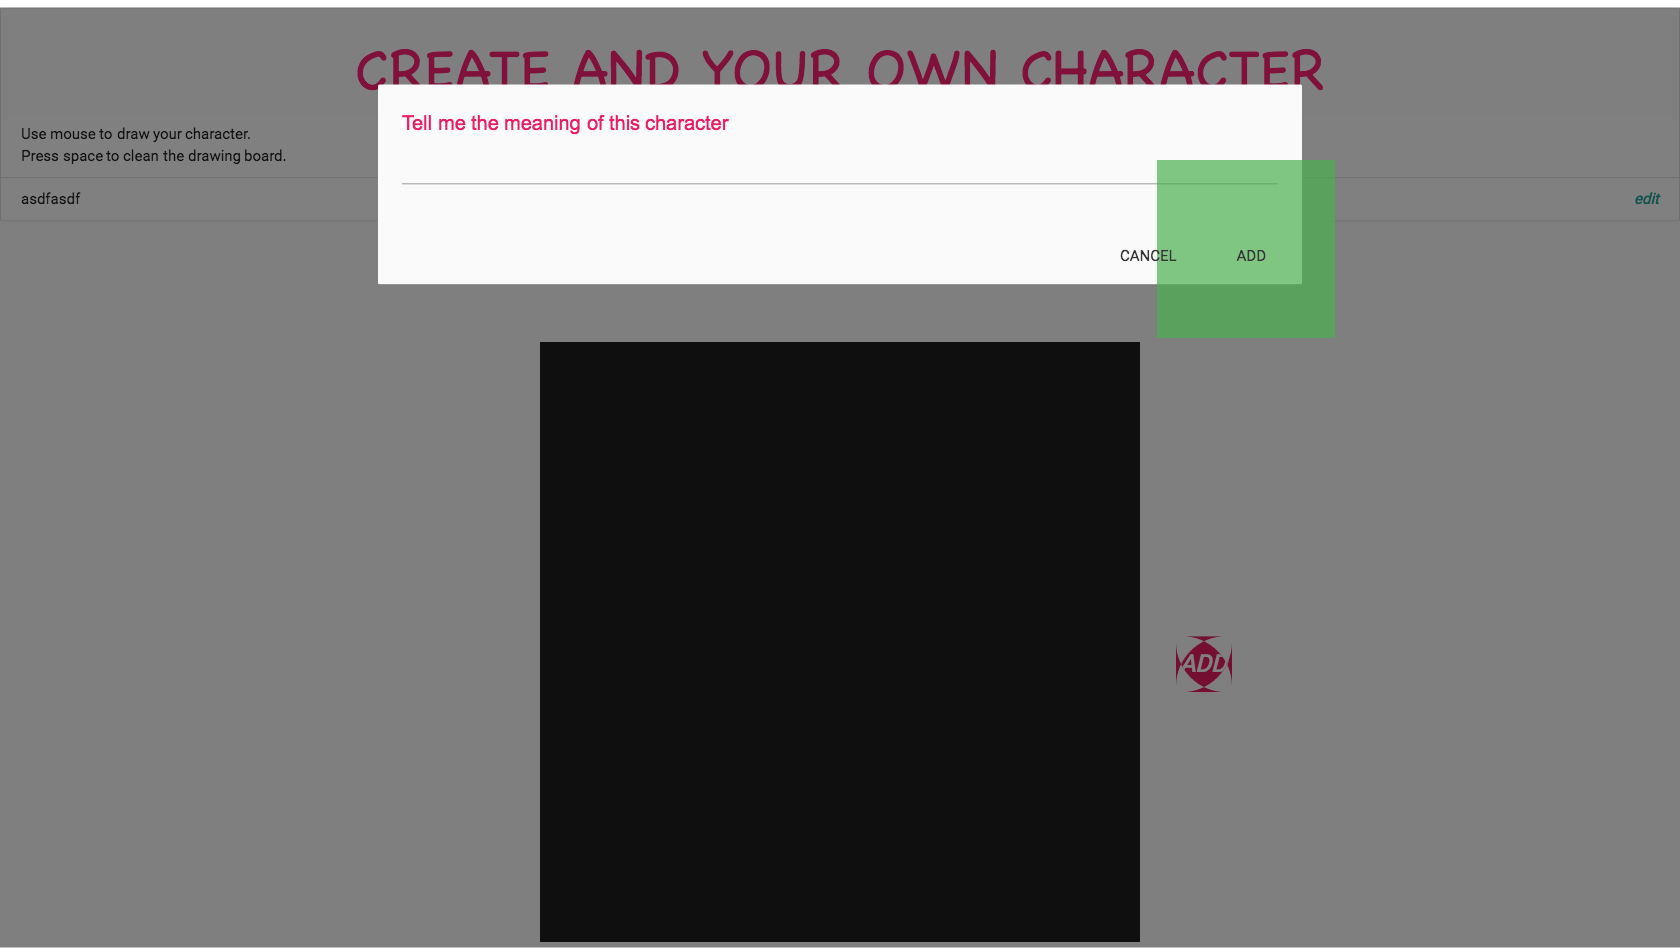 CREATE AND YOUR OWN CHARACTER
Tell me the meaning of this character
Use mouse to draw your character.
Press space to clean the drawing board.
asdfasdf
edit
CANCEL
ADD
ADD